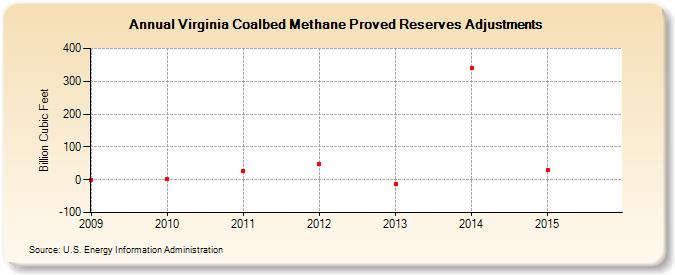 Annual Virginia Coalbed Methane Proved Reserves Adjustments
Billion Cubic Feet
400
300
200
100
0
-100
2009 2010 2011 2012 2013 2014 2015
Source: U.S. Energy Information Administration